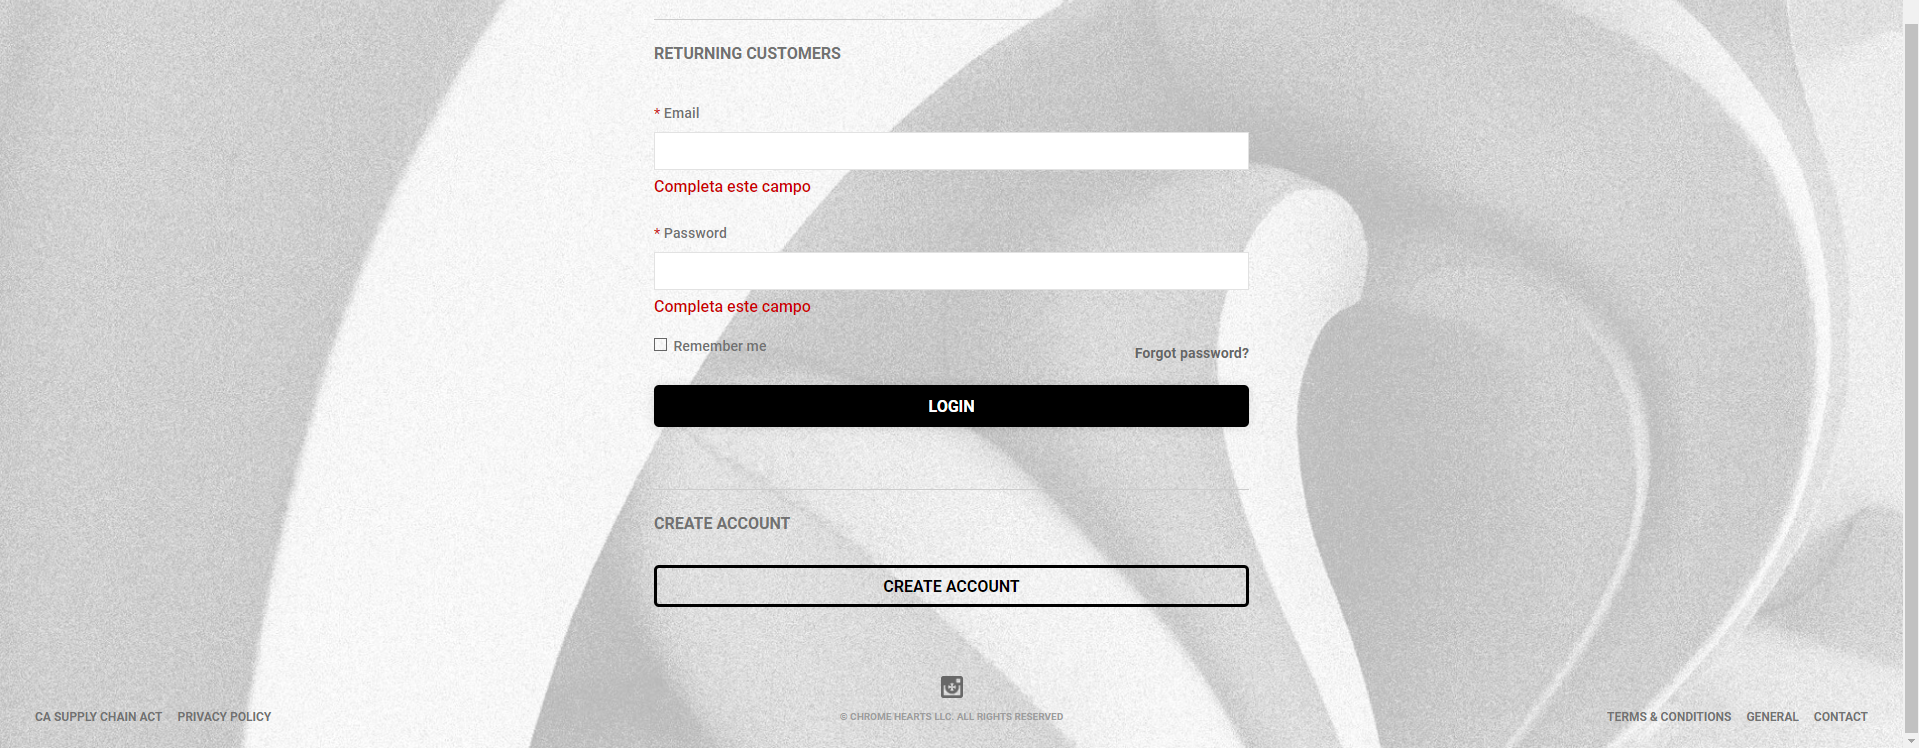 RETURNING CUSTOMERS
* Email
Completa este campo
* Password
Completa este campo
Remember me
Forgot password?
LOGIN
CREATE ACCOUNT
CREATE ACCOUNT
CA SUPPLY CHAIN ACT PRIVACY POLICY © CHROME HEARTS LLC. ALL RIGHTS RESERVED TERMS & CONDITIONS GENERAL CONTACT